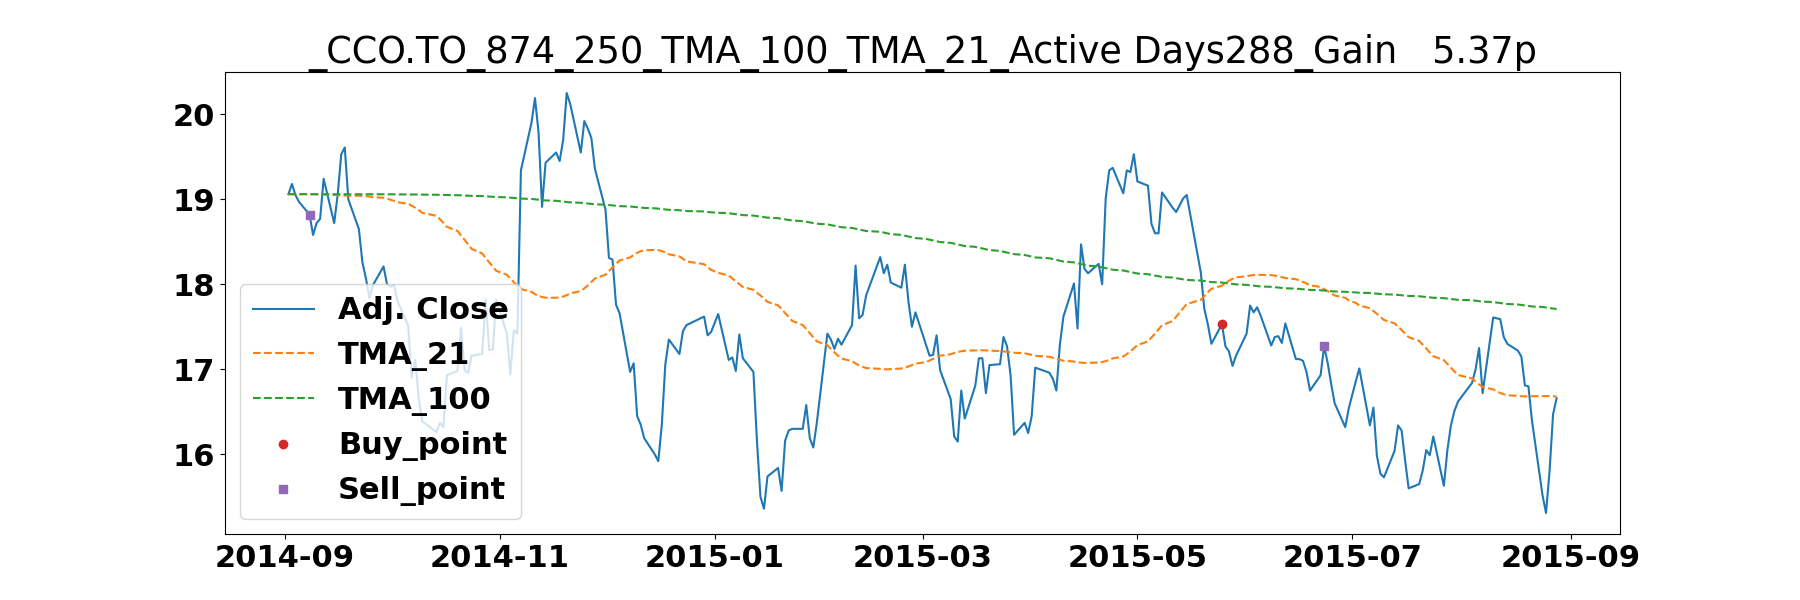 _CCO.TO_874_250_TMA_100_TMA_21_Active Days288_Gain   5.37p
20
19
18
17
16
Adj. Close
TMA_21
TMA_100
Buy_point
Sell_point
2014-09 2014-11 2015-01 2015-03 2015-05 2015-07 2015-09